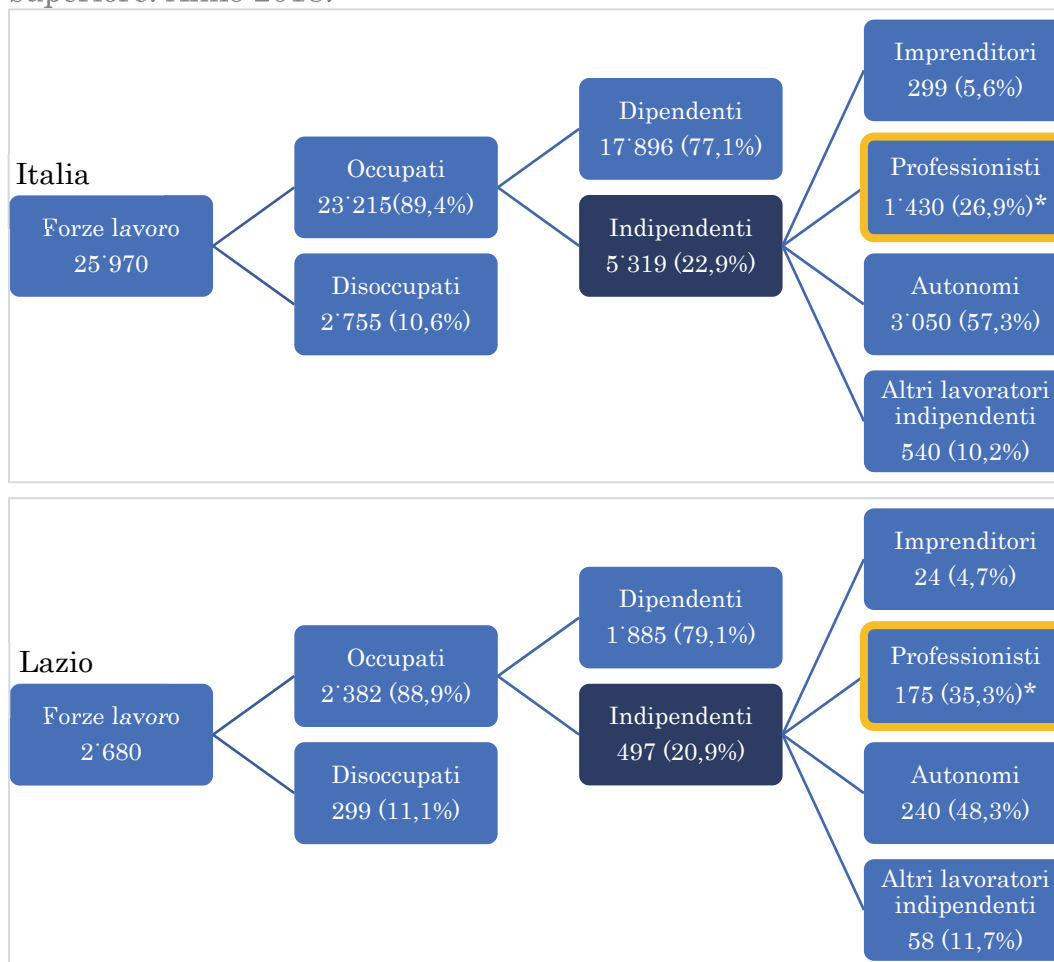 superiore. Anno 2018.
Italia
Forze lavoro
25˙970
Occupati
23˙215(89,4%)
Disoccupati
2˙755 (10,6%)
Dipendenti
17˙896 (77,1%)
Indipendenti
5˙319 (22,9%)
Imprenditori
299 (5,6%)
Professionisti
1˙430 (26,9%)*
Autonomi
3˙050 (57,3%)
Altri lavoratori
indipendenti
540 (10,2%)
Lazio
Forze lavoro
2˙680
Occupati
2˙382 (88,9%)
Disoccupati
299 (11,1%)
Dipendenti
1˙885 (79,1%)
Indipendenti
497 (20,9%)
Imprenditori
24 (4,7%)
Professionisti
175 (35,3%)*
Autonomi
240 (48,3%)
Altri lavoratori
indipendenti
58 (11,7%)